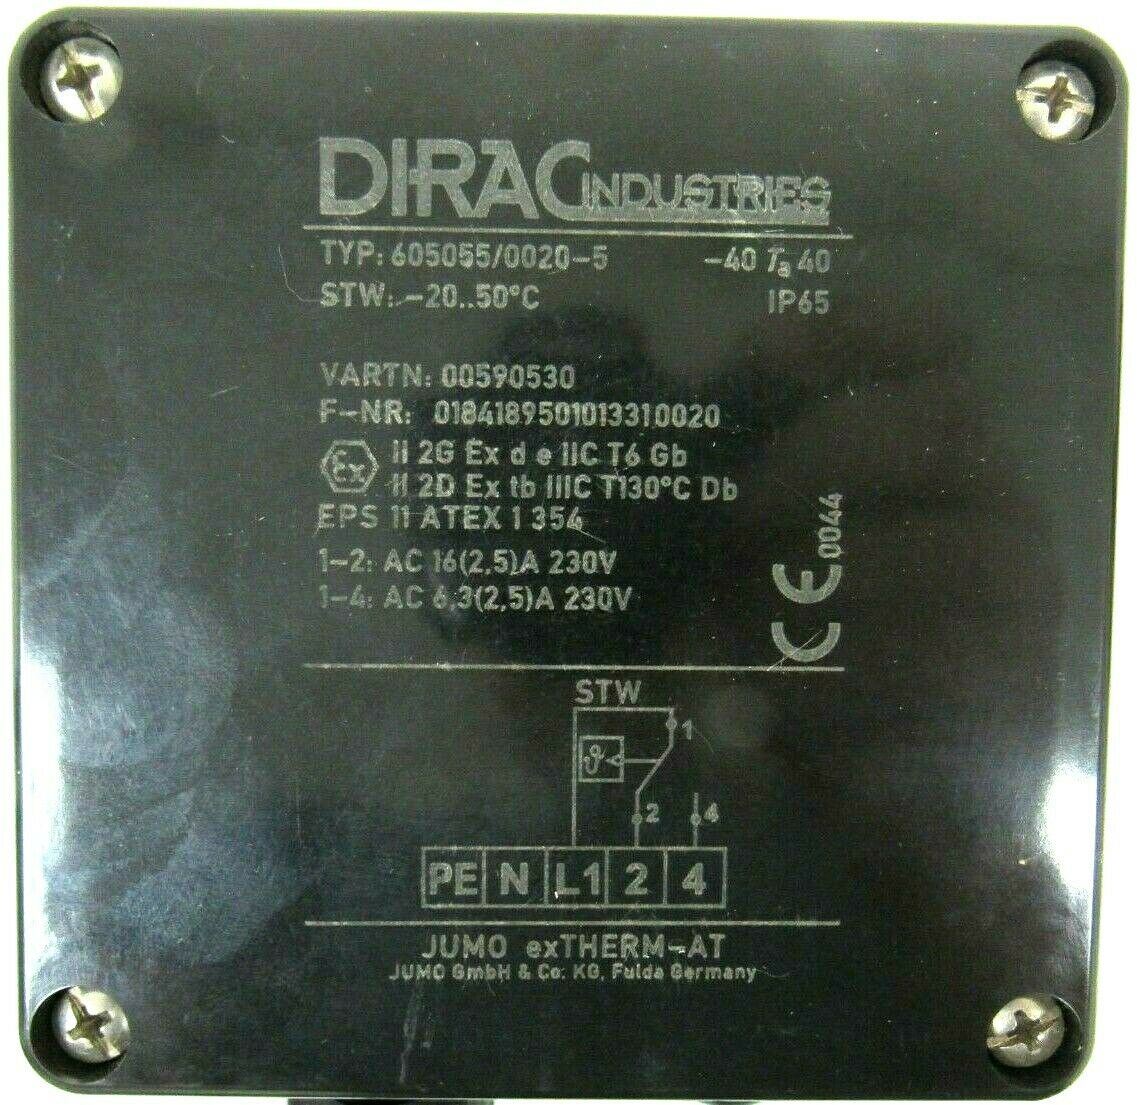 DIRAC INDUSTRIES
TYP: 605055/0020-5 -40 Ta 40
STW: -20..50°C IP65
VARTN: 00590530
F-NR: 0184189501013310020
Ex II 2G Ex d e IIC T6 Gb
II 2D Ex tb IIIC T130°C Db
EPS 11 ATEX 1 354
1-2: AC 16(2,5)A 230V
1-4: AC 6,3(2,5)A 230V
CE 0044
STW
1
ϑ
2 4
PE N L1 2 4
JUMO exTHERM-AT
JUMO GmbH & Co. KG, Fulda Germany